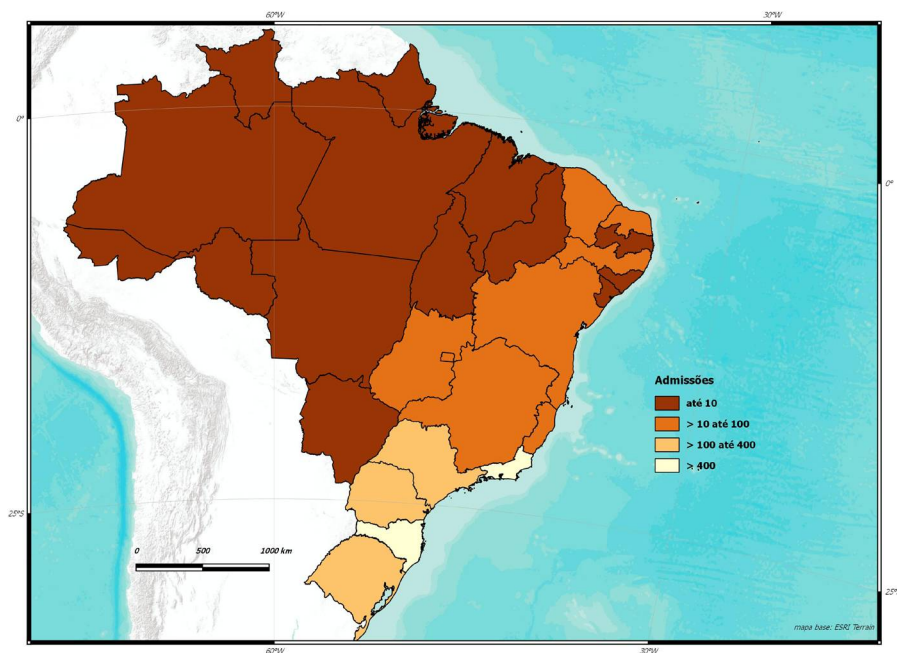 60°W
30°W
0°
0°
Admissões
até 10
> 10 até 100
> 100 até 400
> 400
25°S
0 500 1000 km
25°S
mapa base: ESRI Terrain
60°W
30°W